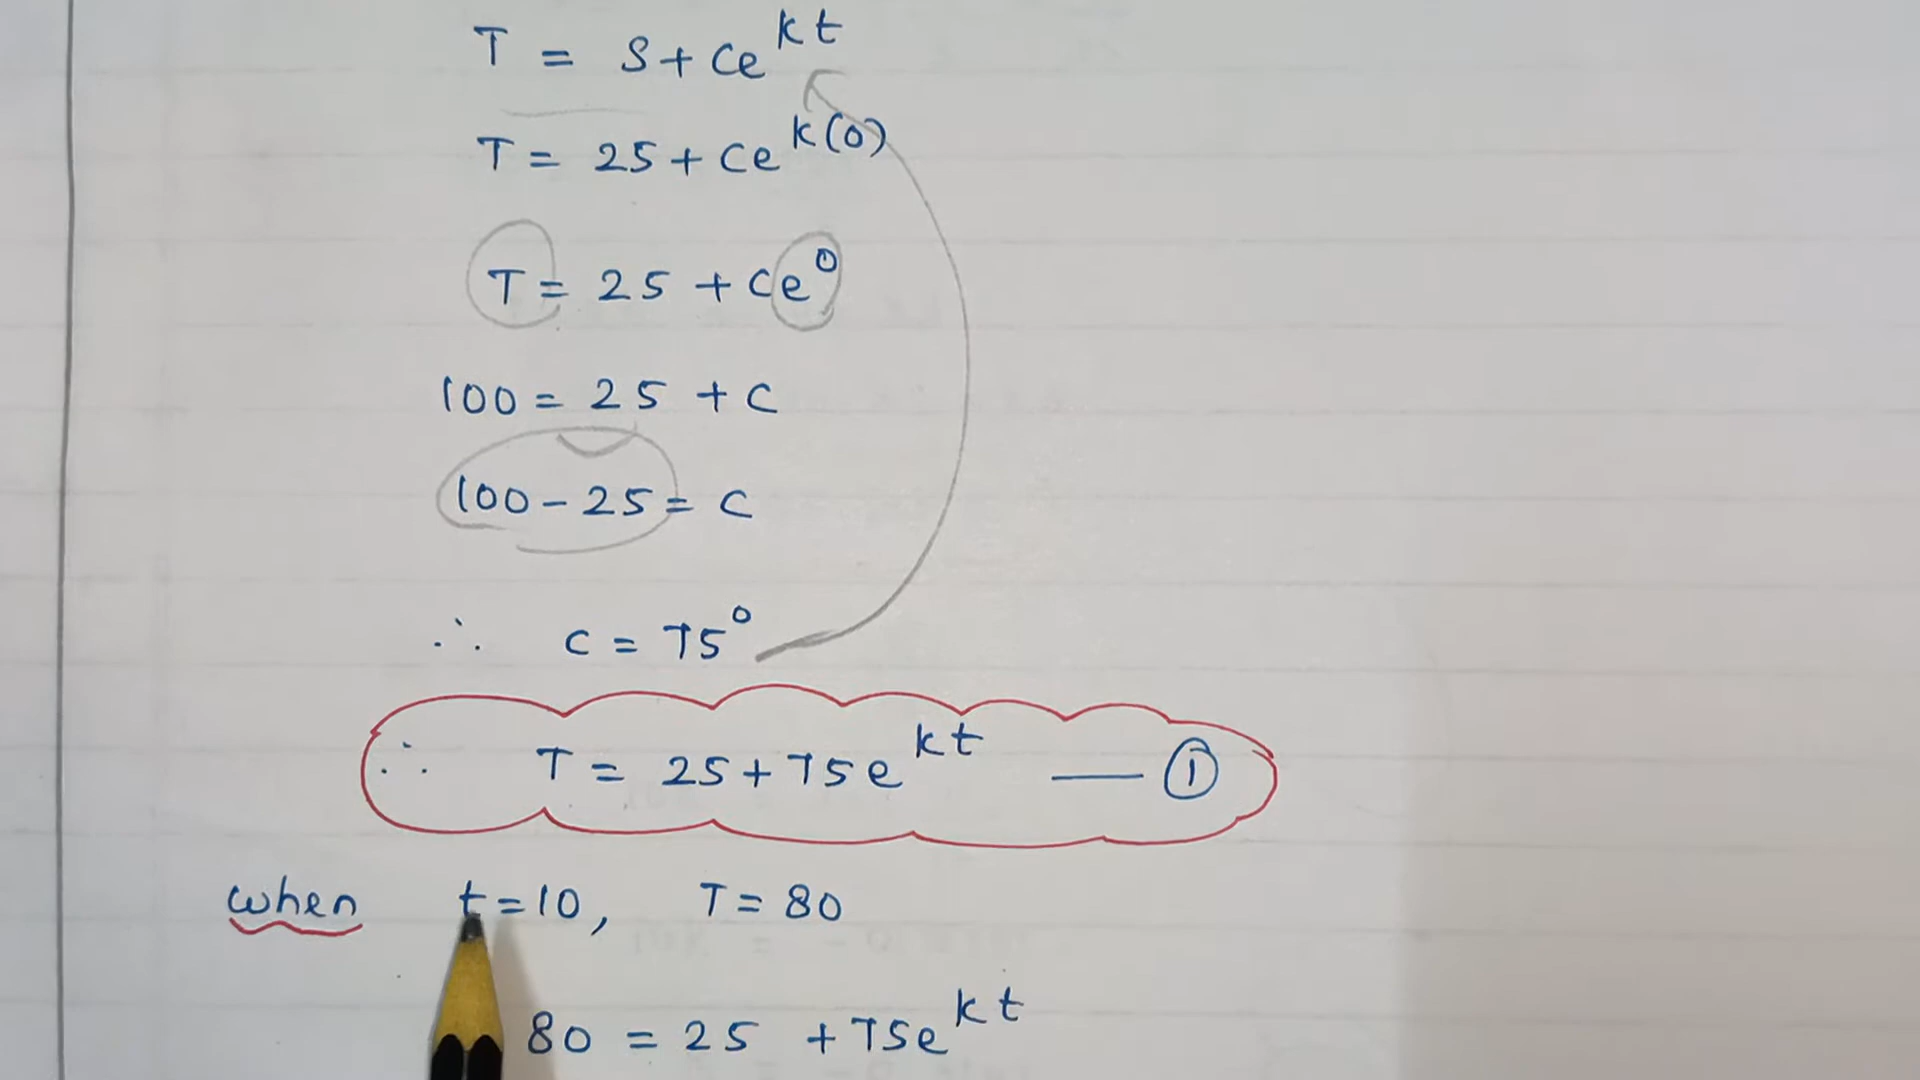 T = S + Ce^{kt}
T = 25 + Ce^{k(0)}
T = 25 + Ce^0
100 = 25 + C
100 - 25 = C
∴ C = 75°
∴ T = 25 + 75e^{kt} — ①
when t = 10, T = 80
80 = 25 + 75e^{kt}